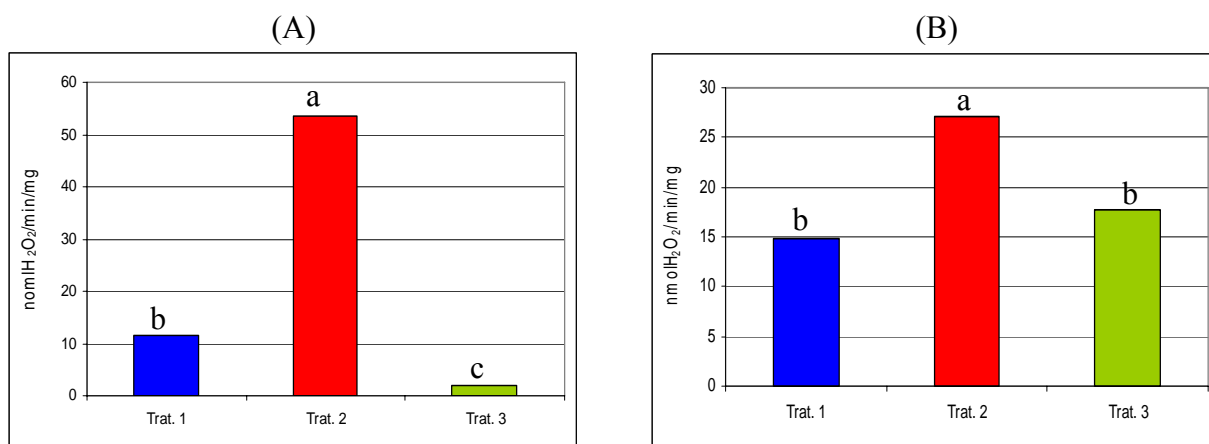 (A)
nomlH₂O₂/min/mg
60
50
40
30
20
10
0
b
a
c
Trat. 1 Trat. 2 Trat. 3
(B)
nmolH₂O₂/min/mg
30
25
20
15
10
5
0
b
a
b
Trat. 1 Trat. 2 Trat. 3